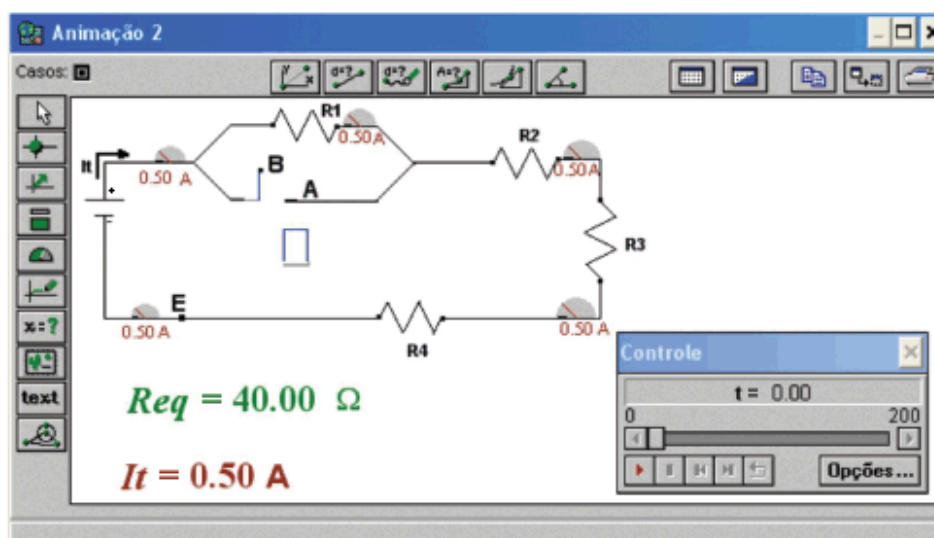 Animação 2
Casos:
y x
d=?
d=?
A=?
R1
0.50 A
R2
It
0.50 A
B
0.50 A
A
R3
E
0.50 A
0.50 A
R4
x=?
text
Req = 40.00 Ω
It = 0.50 A
Controle
t = 0.00
0 200
Opções...